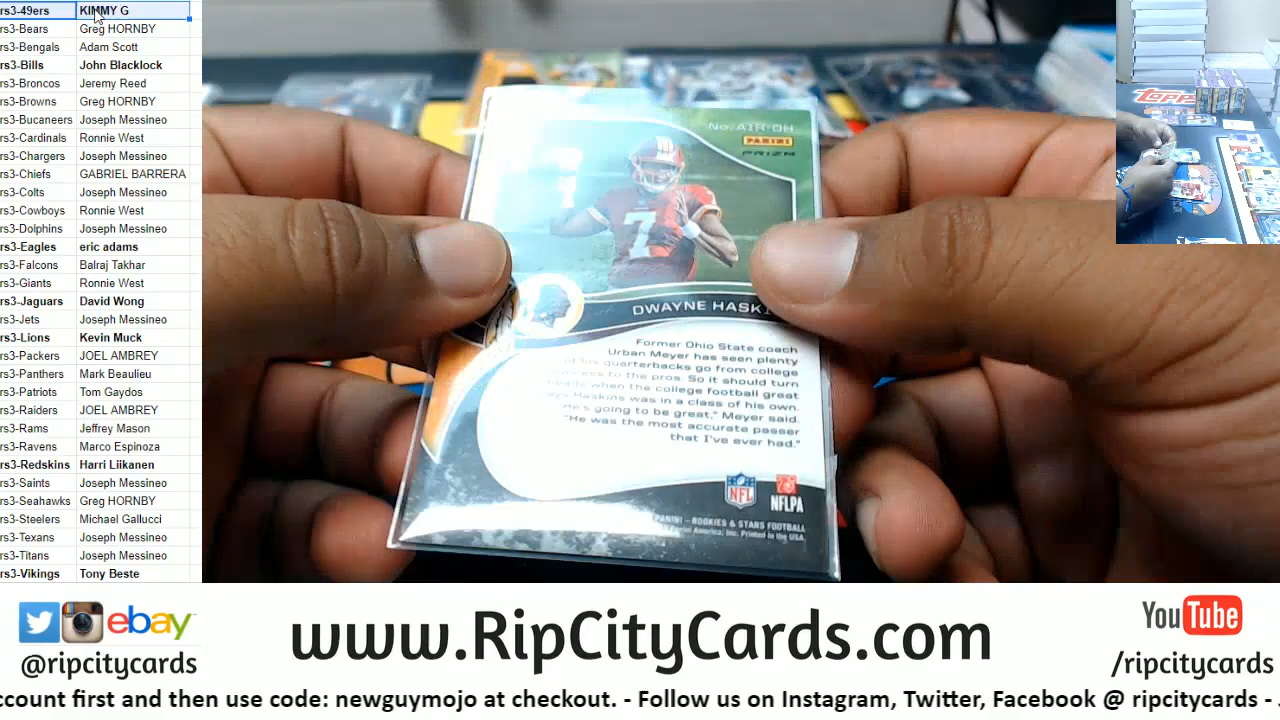 rs3-49ers KIMMY G
rs3-Bears Greg HORNBY
rs3-Bengals Adam Scott
rs3-Bills John Blacklock
rs3-Broncos Jeremy Reed
rs3-Browns Greg HORNBY
rs3-Bucaneers Joseph Messineo
rs3-Cardinals Ronnie West
rs3-Chargers Joseph Messineo
rs3-Chiefs GABRIEL BARRERA
rs3-Colts Joseph Messineo
rs3-Cowboys Ronnie West
rs3-Dolphins Joseph Messineo
rs3-Eagles eric adams
rs3-Falcons Balraj Takhar
rs3-Giants Ronnie West
rs3-Jaguars David Wong
rs3-Jets Joseph Messineo
rs3-Lions Kevin Muck
rs3-Packers JOEL AMBREY
rs3-Panthers Mark Beaulieu
rs3-Patriots Tom Gaydos
rs3-Raiders JOEL AMBREY
rs3-Rams Jeffrey Mason
rs3-Ravens Marco Espinoza
rs3-Redskins Harri Liikanen
rs3-Saints Joseph Messineo
rs3-Seahawks Greg HORNBY
rs3-Steelers Michael Gallucci
rs3-Texans Joseph Messineo
rs3-Titans Joseph Messineo
rs3-Vikings Tony Beste
No. AIR-DH
PANINI
PRIZM
7
DWAYNE HASKI
Former Ohio State coach
Urban Meyer has seen plenty
of his quarterbacks go from college
to the pros. So it should turn
heads when the college football great
says Haskins was in a class of his own.
"He's going to be great," Meyer said.
"He was the most accurate passer
that I've ever had."
NFL
NFLPA
PANINI – ROOKIES & STARS FOOTBALL
Panini America, Inc. Printed in the USA.
Topps
ebay
@ripcitycards
www.RipCityCards.com
YouTube
/ripcitycards
ccount first and then use code: newguymojo at checkout. - Follow us on Instagram, Twitter, Facebook @ ripcitycards -